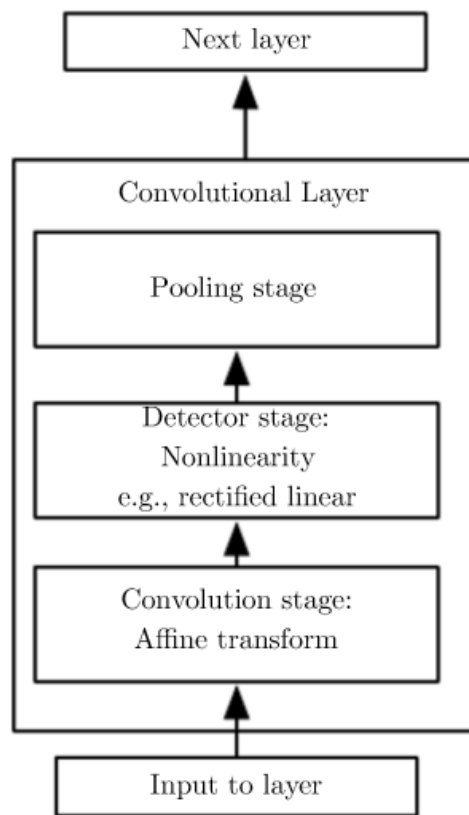 Next layer
Convolutional Layer
Pooling stage
Detector stage:
Nonlinearity
e.g., rectified linear
Convolution stage:
Affine transform
Input to layer